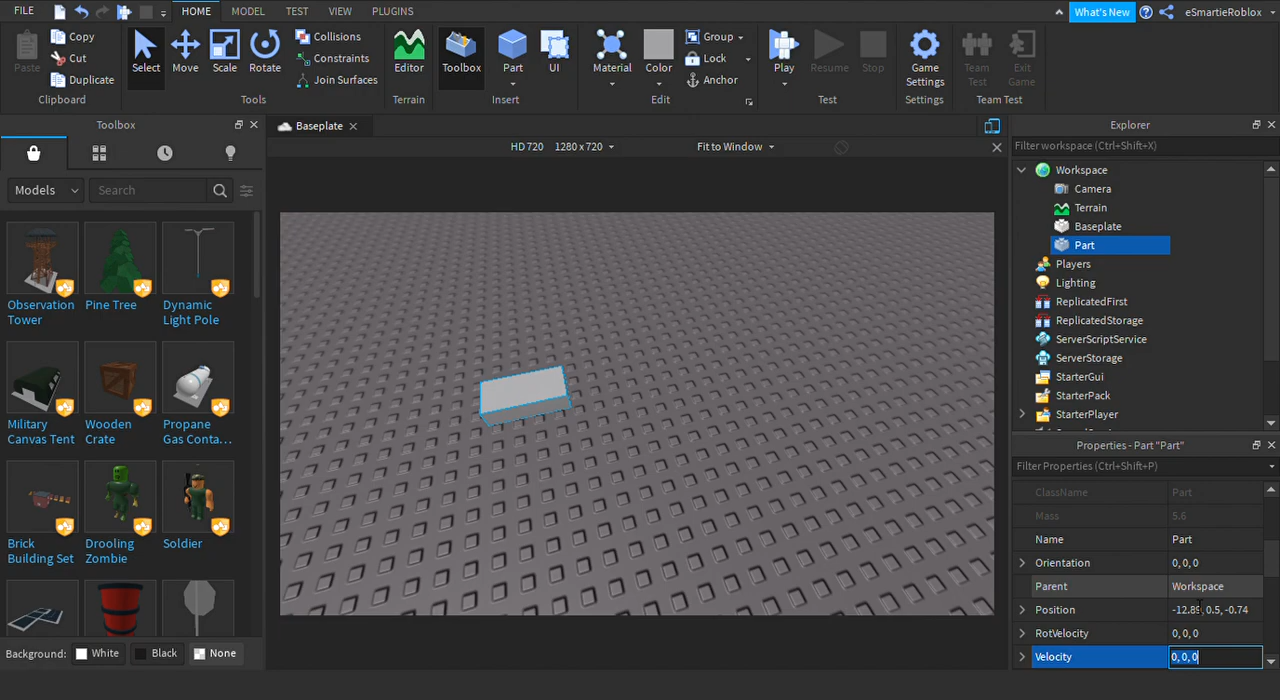 FILE HOME MODEL TEST VIEW PLUGINS What's New eSmartieRoblox
Paste Copy Cut Duplicate Clipboard
Select Move Scale Rotate Collisions Constraints Join Surfaces Tools
Editor Terrain
Toolbox Part UI Insert
Material Color Group Lock Anchor Edit
Play Resume Stop Test
Game Settings Settings
Team Test Exit Game Team Test
Toolbox
Models Search
Observation Tower
Pine Tree
Dynamic Light Pole
Military Canvas Tent
Wooden Crate
Propane Gas Conta...
Brick Building Set
Drooling Zombie
Soldier
Background: White Black None
Baseplate
HD720 1280 x 720 Fit to Window
Explorer
Filter workspace (Ctrl+Shift+X)
Workspace
Camera
Terrain
Baseplate
Part
Players
Lighting
ReplicatedFirst
ReplicatedStorage
ServerScriptService
ServerStorage
StarterGui
StarterPack
StarterPlayer
Properties - Part "Part"
Filter Properties (Ctrl+Shift+P)
ClassName Part
Mass 5.6
Name Part
Orientation 0, 0, 0
Parent Workspace
Position 0.5, -0.74
RotVelocity 0, 0, 0
Velocity 0, 0, 0